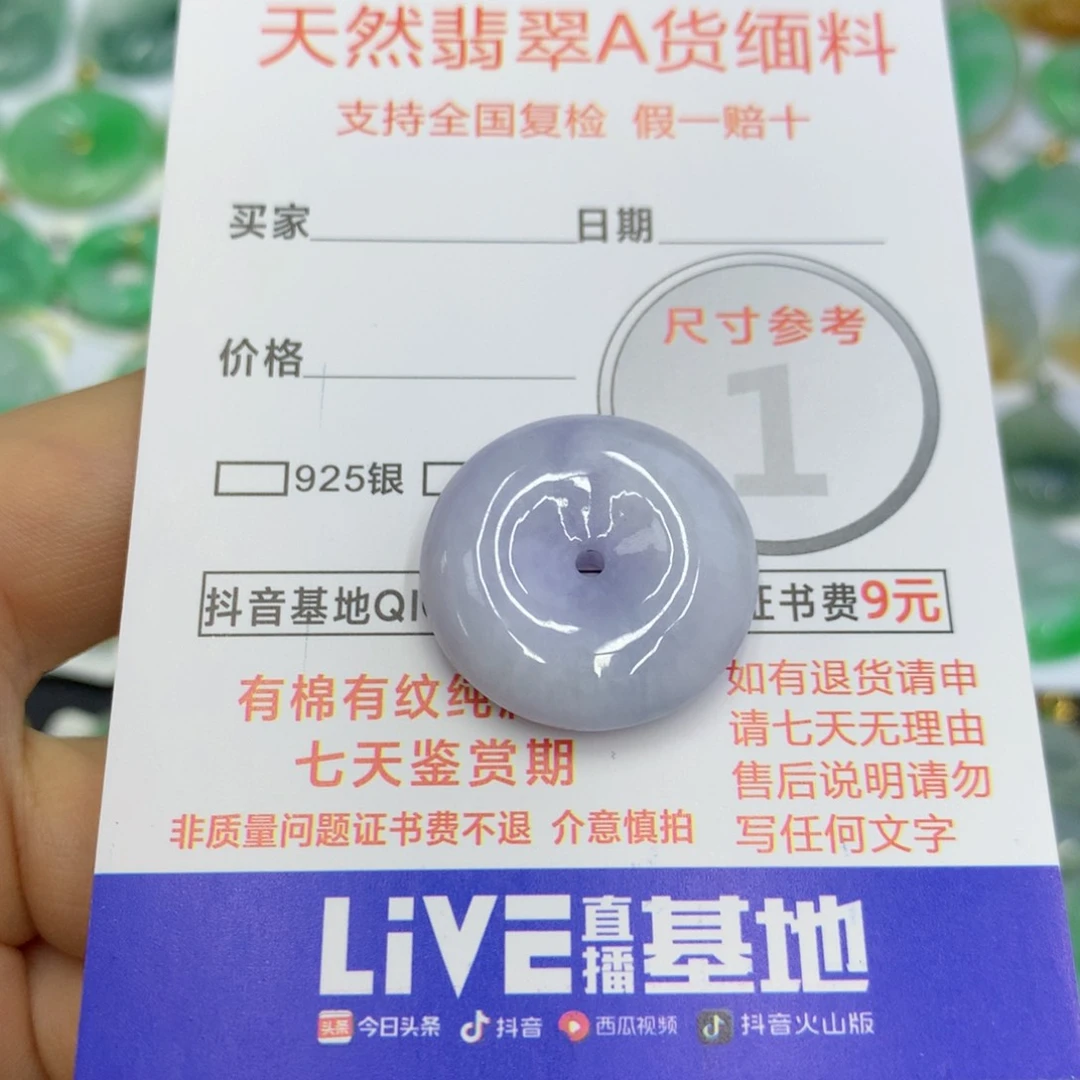 天然翡翠A货缅料
支持全国复检 假一赔十
买家 日期
尺寸参考
1
价格
925银
抖音基地QI 证书费9元
有棉有纹纯
七天鉴赏期
非质量问题证书费不退 介意慎拍
如有退货请申
请七天无理由
售后说明请勿
写任何文字
LiVE直播基地
头条 今日头条 抖音 西瓜视频 抖音火山版